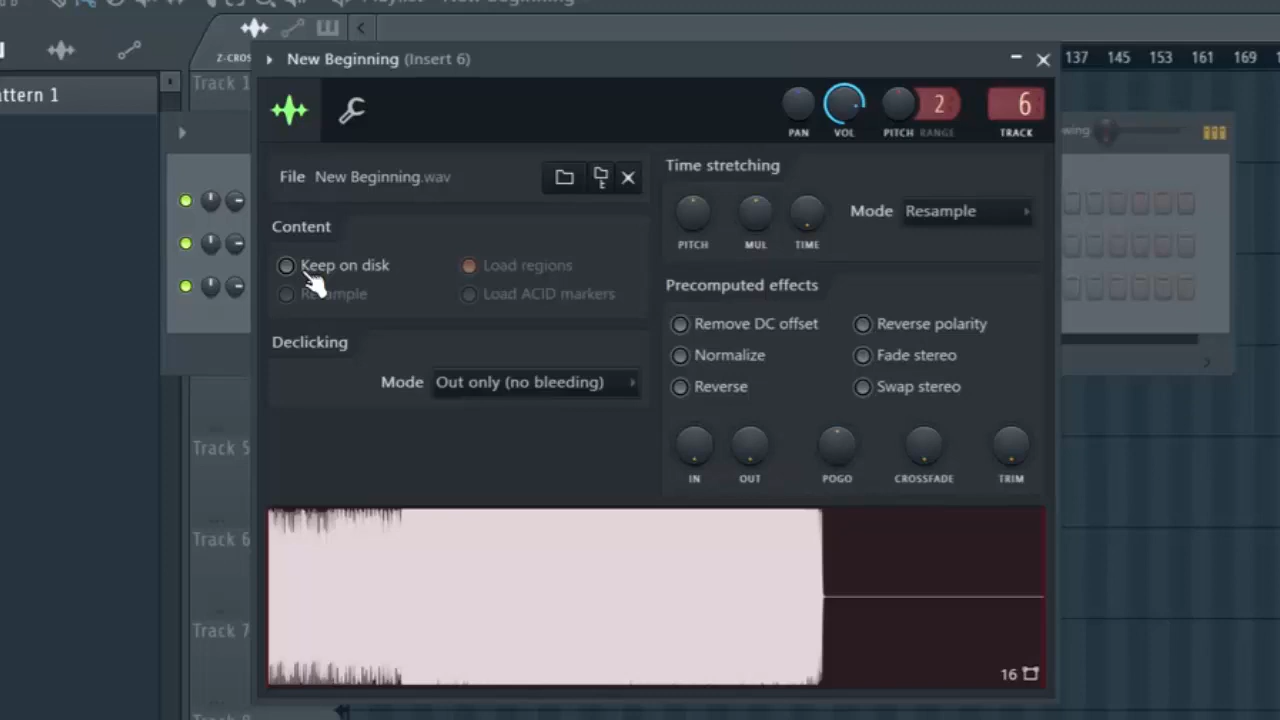 Z-CROS
137 145 153 161 169
New Beginning (Insert 6)
attern 1
Track 1
2
6
PAN VOL PITCH RANGE TRACK
wing
File New Beginning.wav
Time stretching
Mode Resample
PITCH MUL TIME
Content
Keep on disk Load regions
Resample Load ACID markers
Precomputed effects
Remove DC offset Reverse polarity
Normalize Fade stereo
Reverse Swap stereo
Declicking
Mode Out only (no bleeding)
IN OUT POGO CROSSFADE TRIM
Track 5
Track 6
Track 7
16